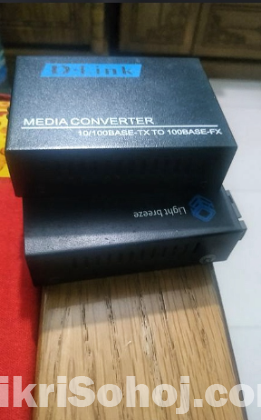 D-Link
MEDIA CONVERTER
10/100BASE-TX TO 100BASE-FX
Light breeze
ikriSohoj.com